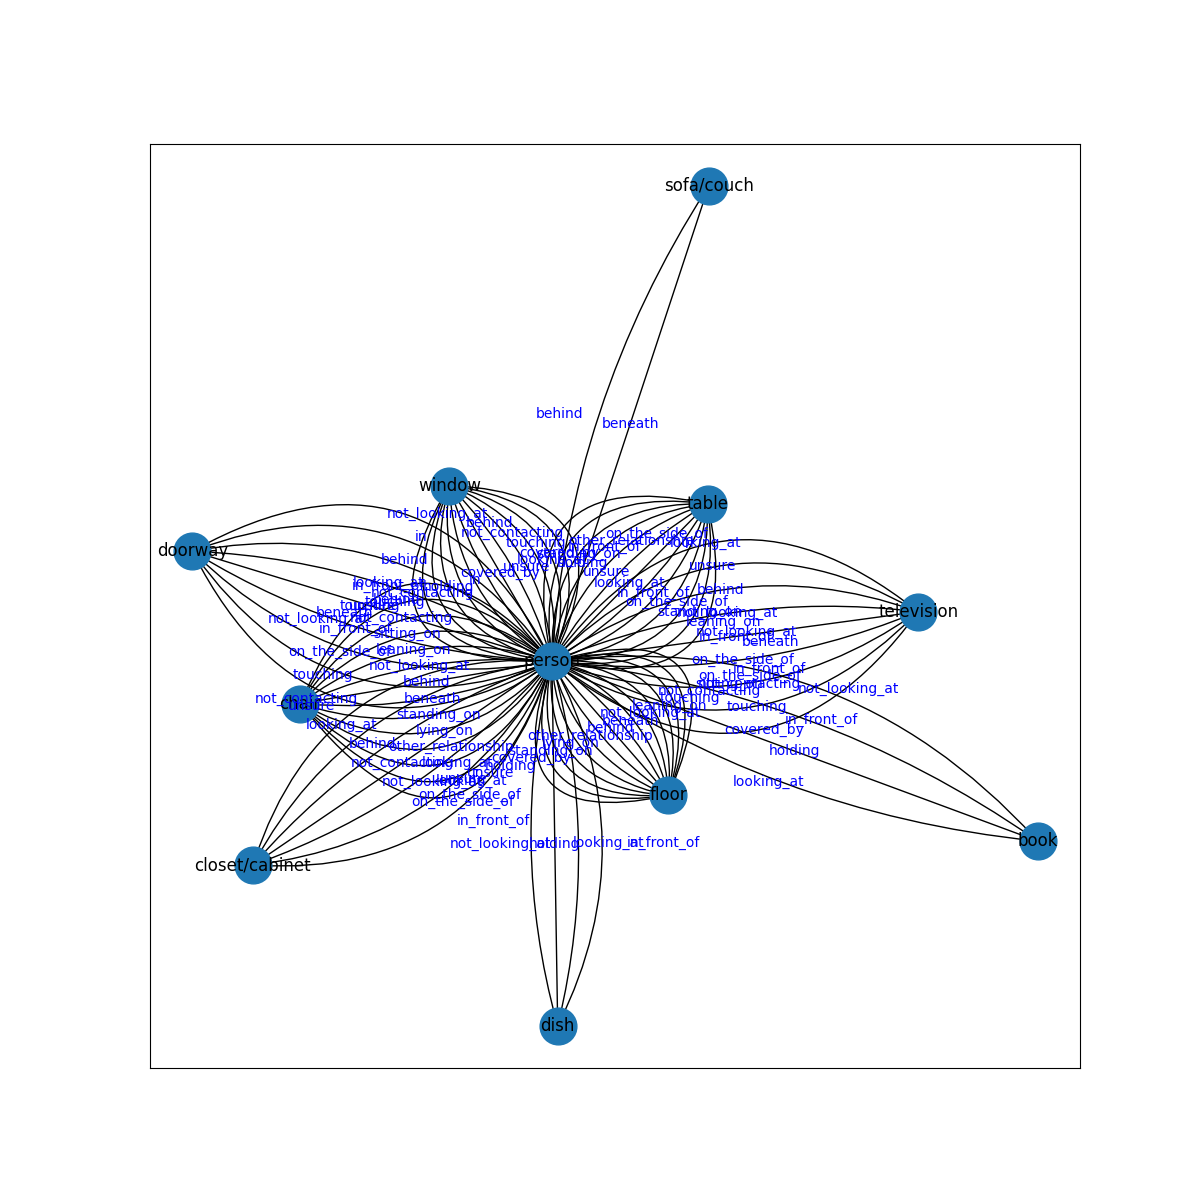 sofa/couch
behind
beneath
window
table
not_looking_at
behind
in
not_contacting
on_the_side_of
other_relationship
looking_at
doorway
behind
touching
covered_by
unsure
in
unsure
unsure
looking_at
looking_at
behind
in_front_of
on_the_side_of
television
not_contacting
beneath
not_looking_at
in_front_of
not_contacting
sitting_on
leaning_on
not_looking_at
beneath
on_the_side_of
leaning_on
not_looking_at
person
on_the_side_of
in_front_of
touching
behind
on_the_side_of
not_looking_at
not_contacting
beneath
not_contacting
touching
chair
standing_on
leaning_on
touching
not_looking_at
in_front_of
looking_at
lying_on
beneath
behind
covered_by
behind
other_relationship
other_relationship
lying_on
standing_on
holding
not_contacting
looking_at
covered_by
holding
unsure
not_looking_at
looking_at
on_the_side_of
on_the_side_of
floor
in_front_of
not_looking_at
holding
looking_at
in_front_of
book
closet/cabinet
dish